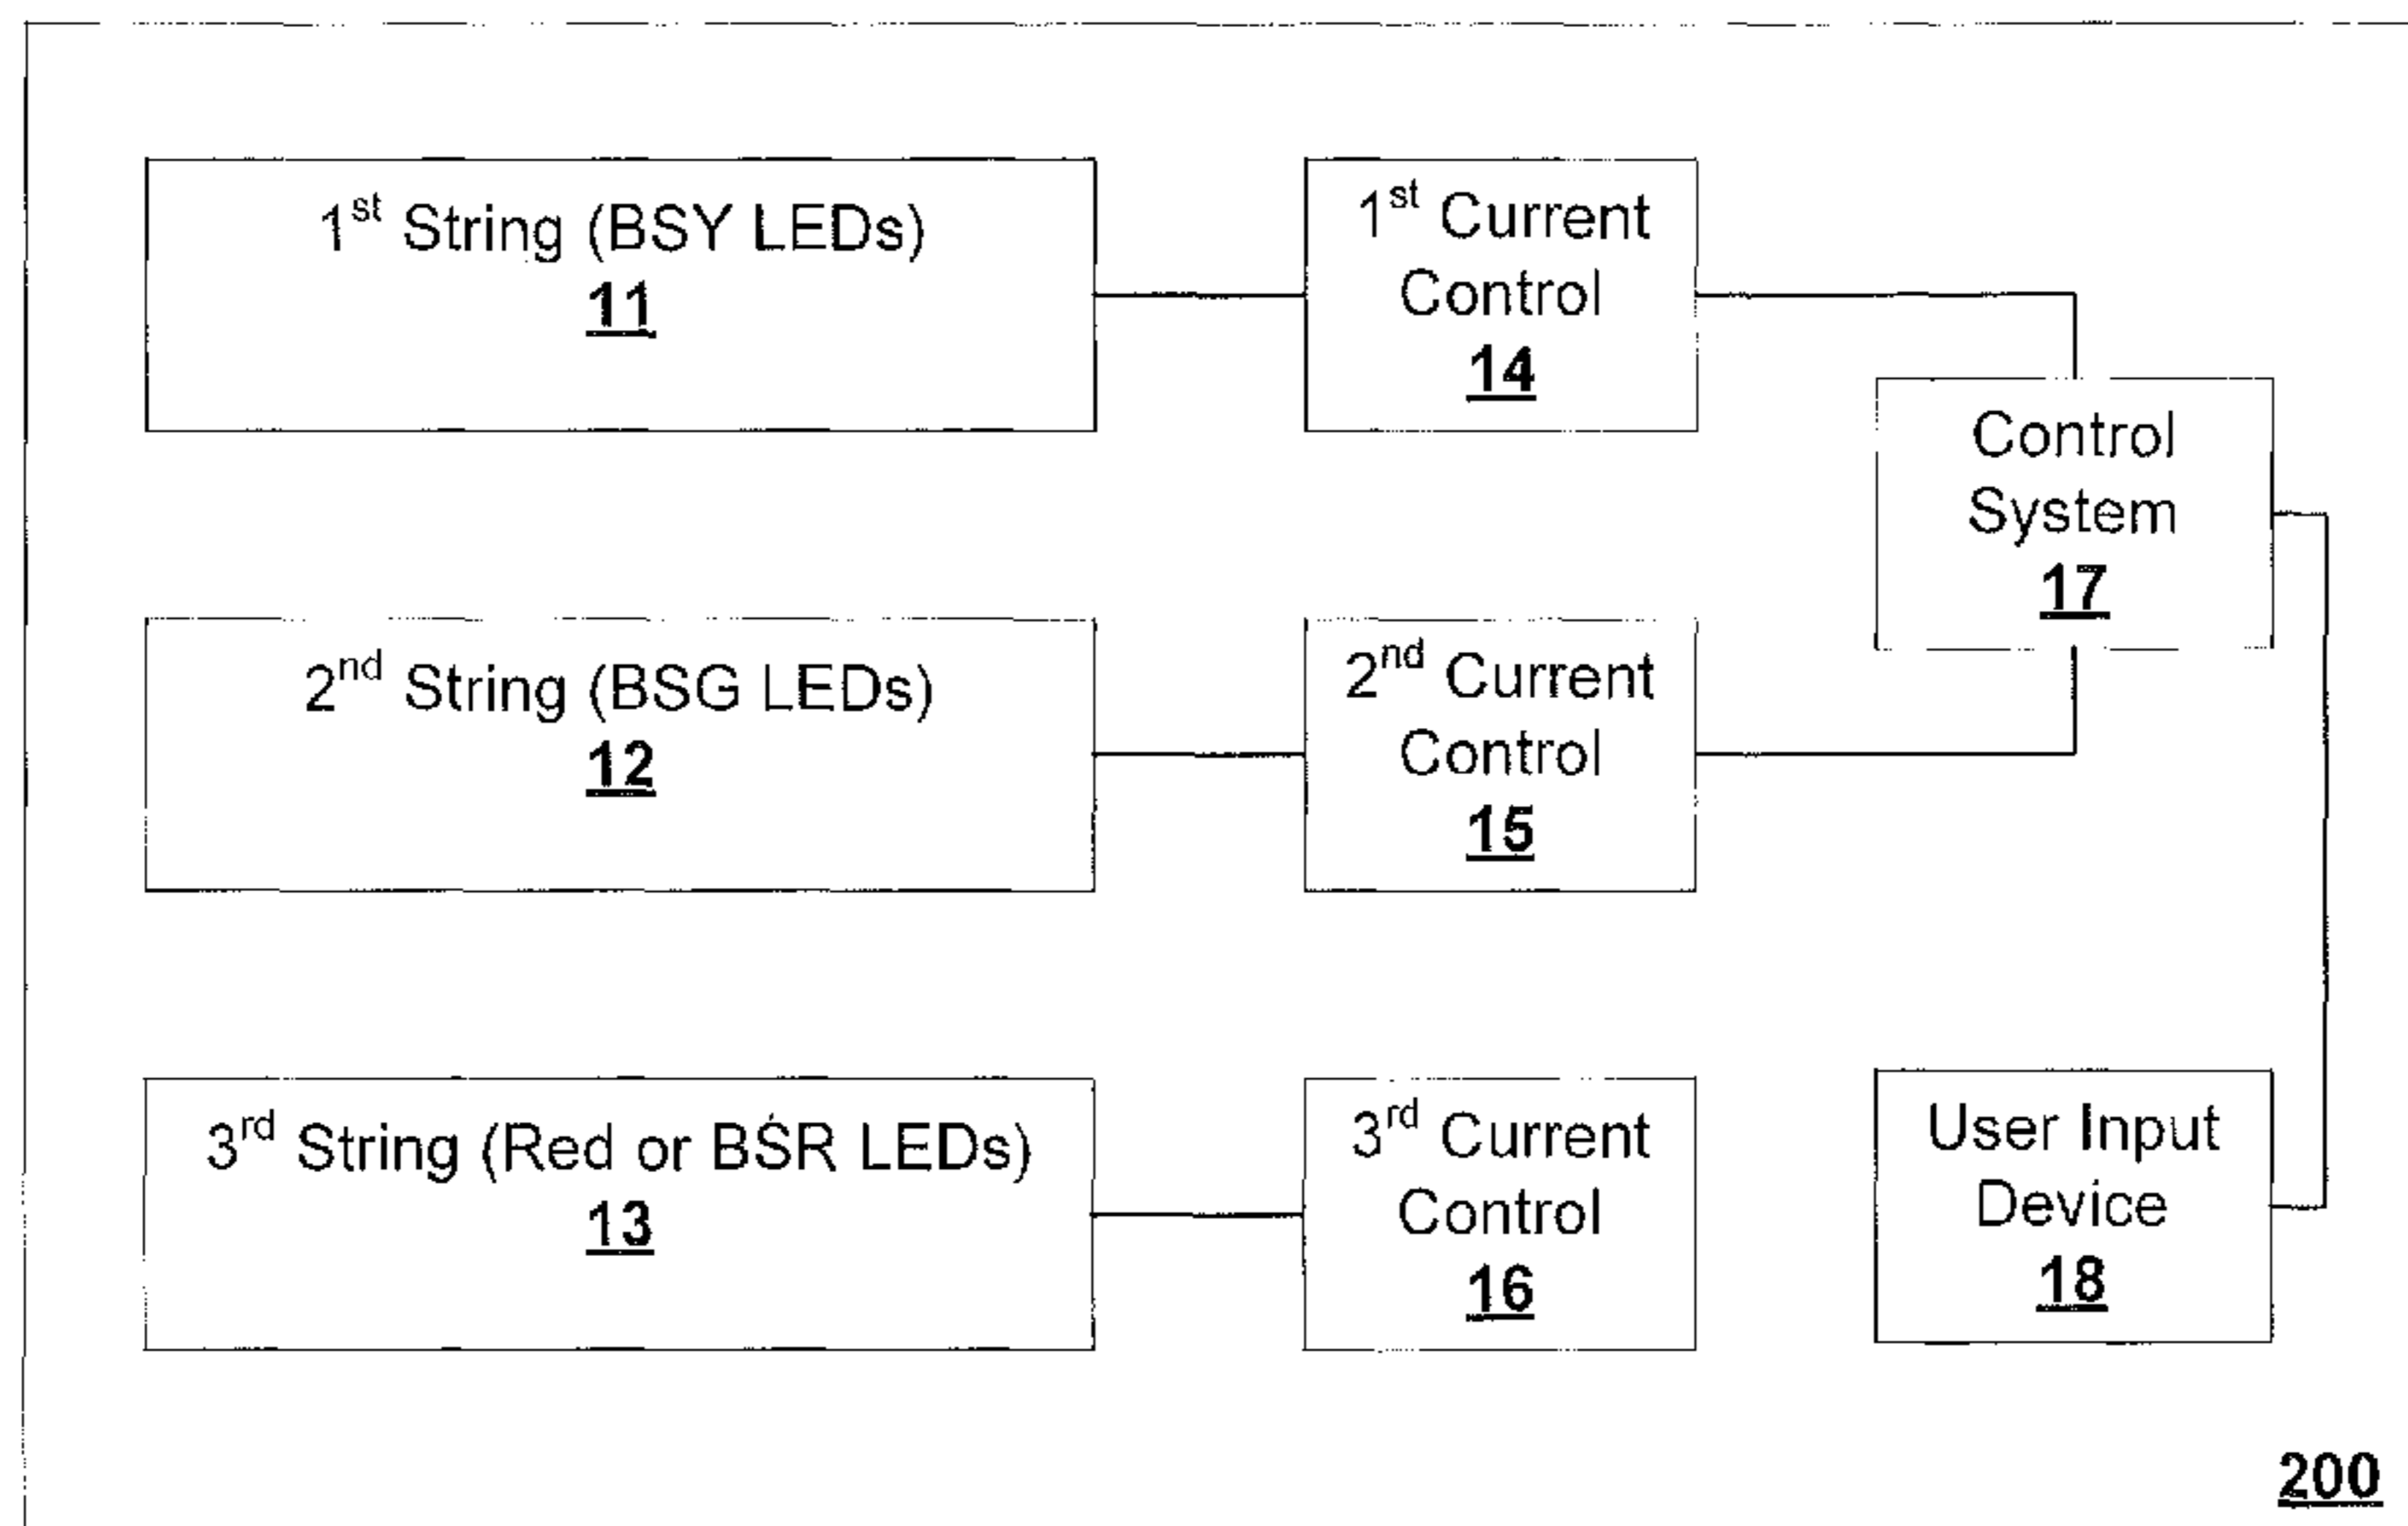 1st String (BSY LEDs)
11
1st Current
Control
14
Control
System
17
2nd String (BSG LEDs)
12
2nd Current
Control
15
3rd String (Red or BSR LEDs)
13
3rd Current
Control
16
User Input
Device
18
200